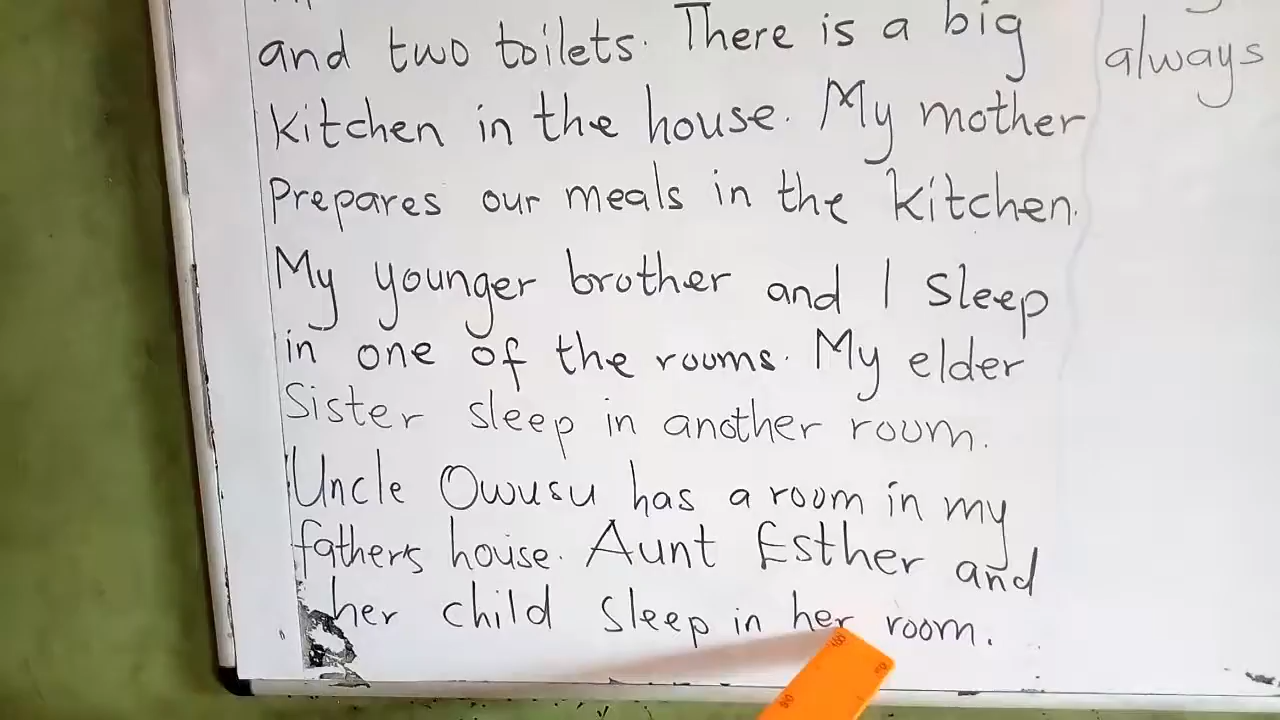 and two toilets. There is a big
always
kitchen in the house. My mother
prepares our meals in the kitchen.
My younger brother and I sleep
in one of the rooms. My elder
sister sleep in another room.
Uncle Owusu has a room in my
father's house. Aunt Esther and
her child sleep in her room.